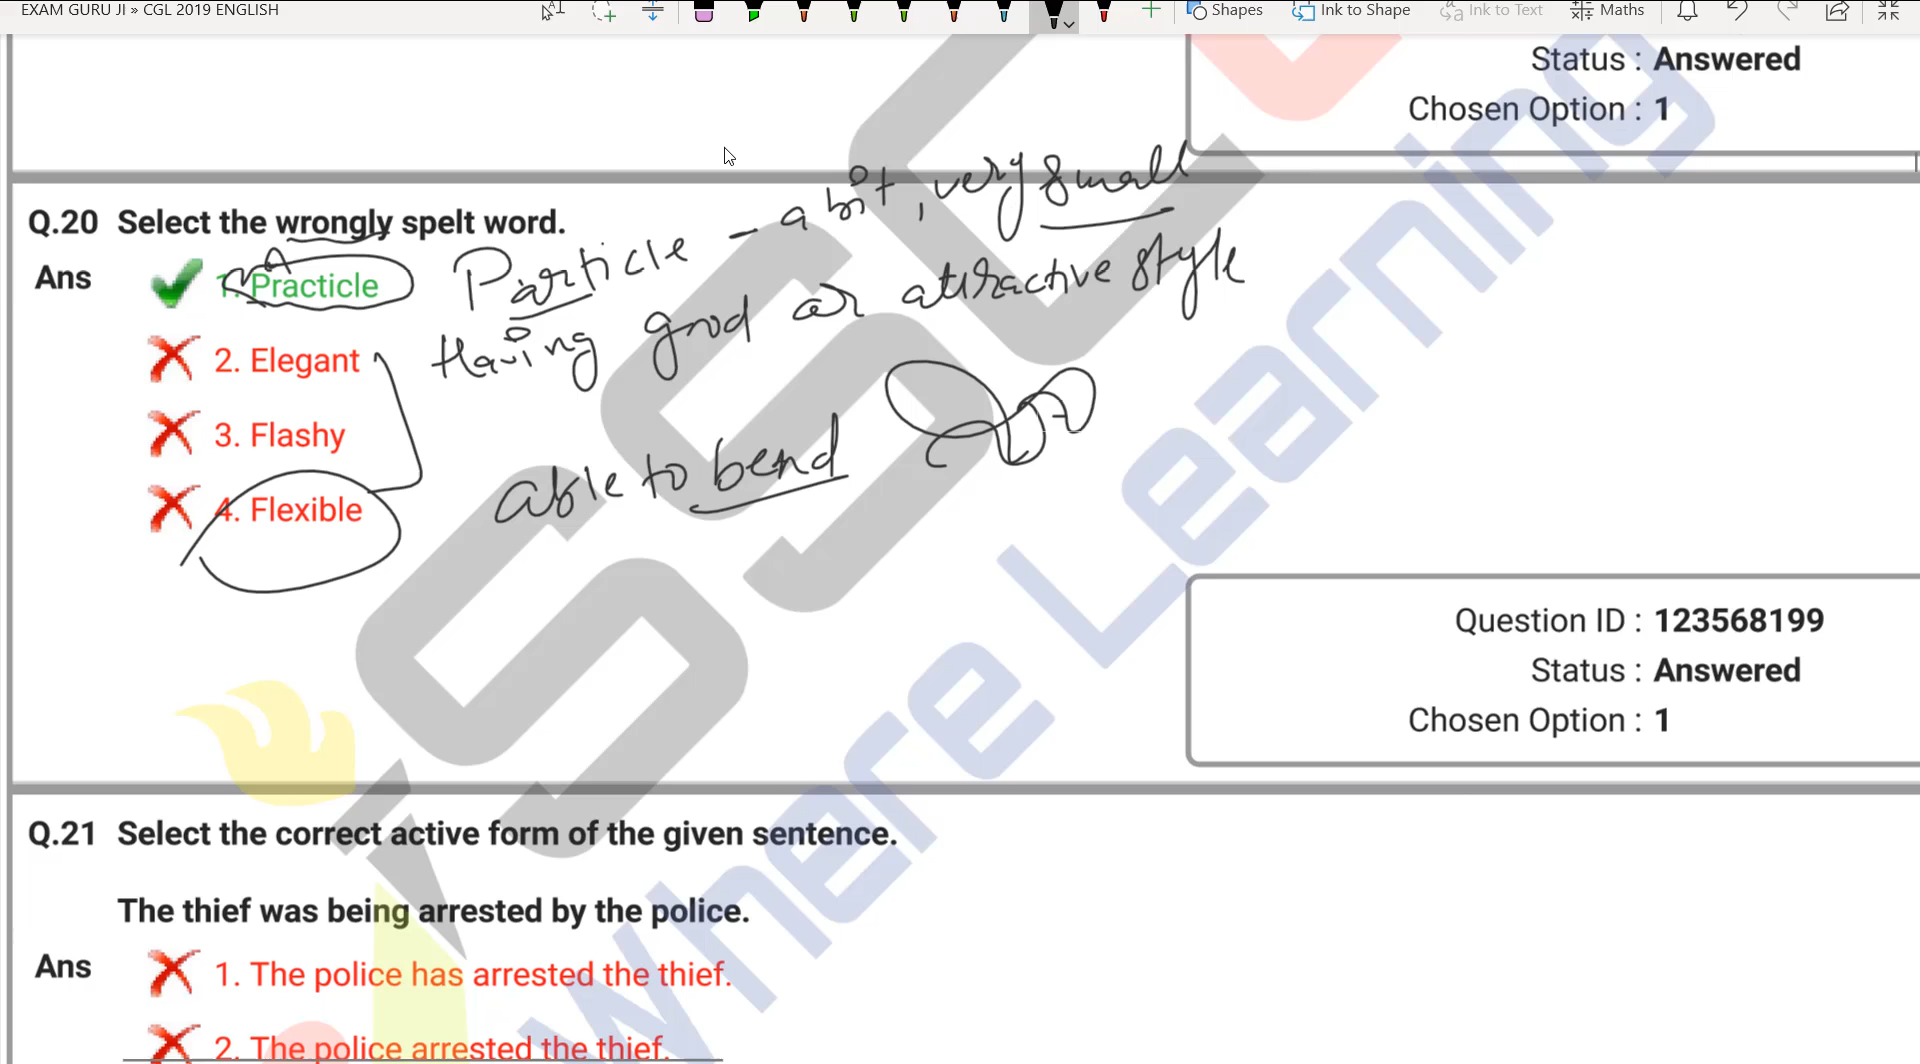 EXAM GURU JI » CGL 2019 ENGLISH
Shapes Ink to Shape Ink to Text Maths
Status : Answered
Chosen Option : 1
Q.20 Select the wrongly spelt word.
Ans 1. Practicle
Particle - a bit, very small
2. Elegant
Having good or attractive style
3. Flashy
4. Flexible
able to bend
Question ID : 123568199
Status : Answered
Chosen Option : 1
Q.21 Select the correct active form of the given sentence.
The thief was being arrested by the police.
Ans 1. The police has arrested the thief.
2. The police arrested the thief.
Where Learning